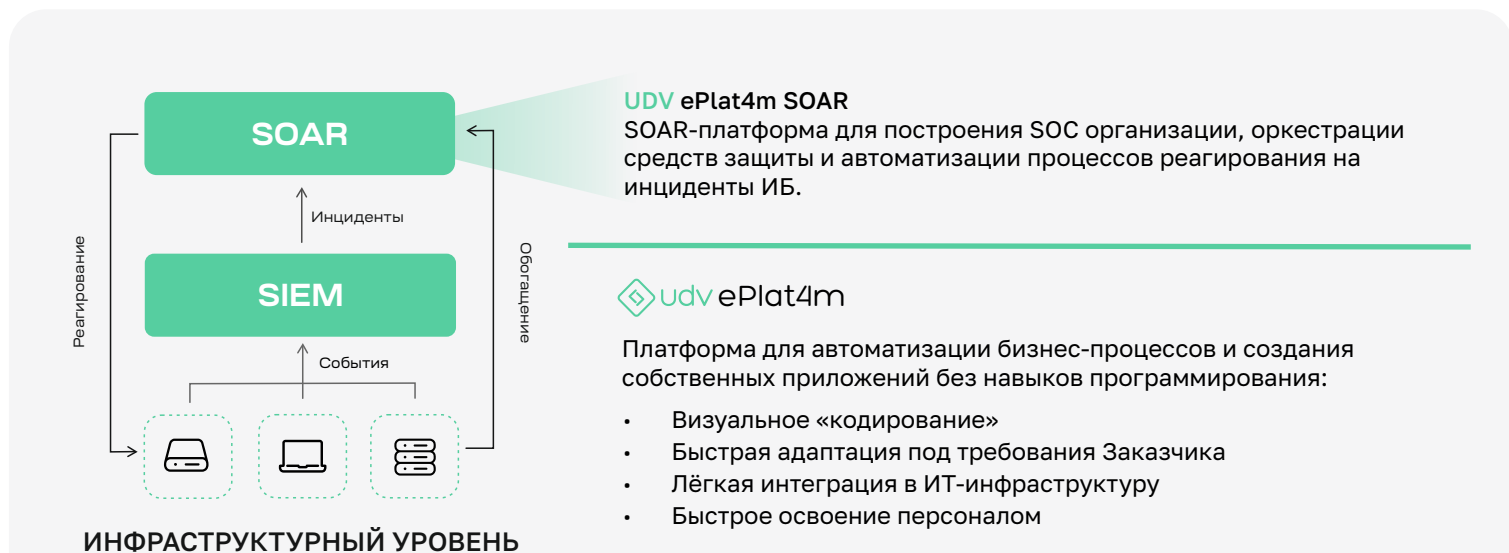 SOAR
Инциденты
Реагирование
Обогащение
SIEM
События
ИНФРАСТРУКТУРНЫЙ УРОВЕНЬ
UDV ePlat4m SOAR
SOAR-платформа для построения SOC организации, оркестрации
средств защиты и автоматизации процессов реагирования на
инциденты ИБ.
udv ePlat4m
Платформа для автоматизации бизнес-процессов и создания
собственных приложений без навыков программирования:
• Визуальное «кодирование»
• Быстрая адаптация под требования Заказчика
• Лёгкая интеграция в ИТ-инфраструктуру
• Быстрое освоение персоналом